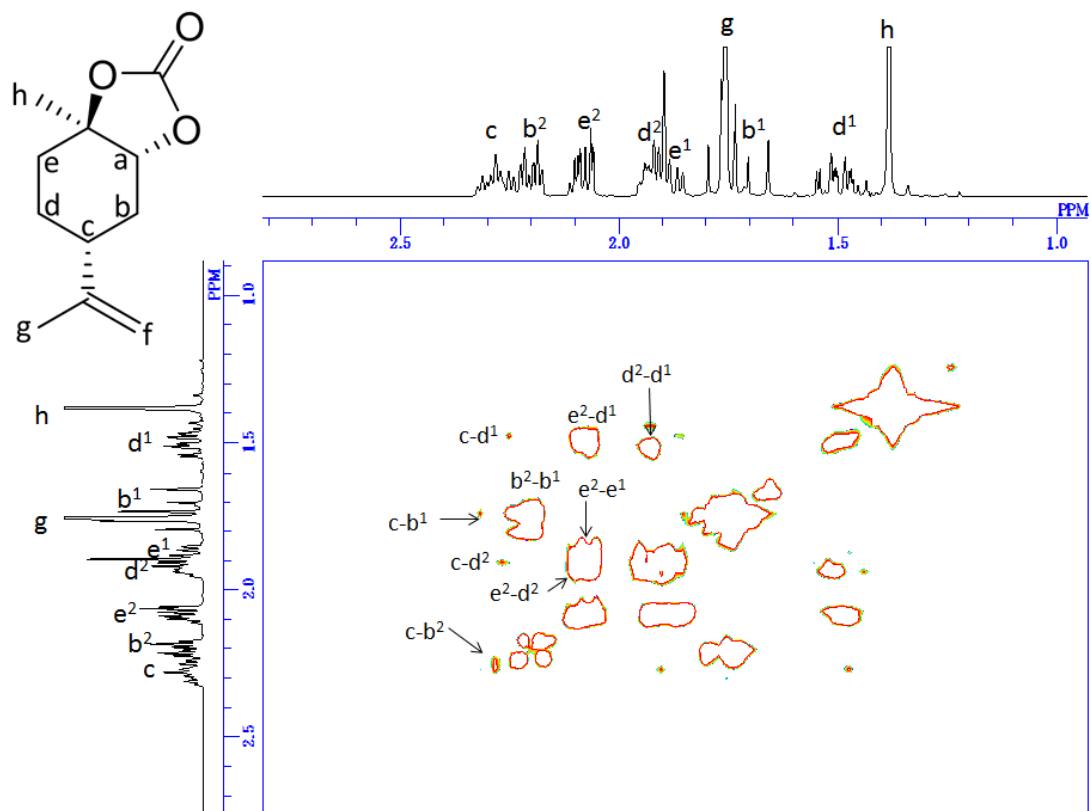 O
O
O
h
a
e
d
b
c
g
f
c
b²
e²
d²
e¹
g
b¹
d¹
h
PPM
2.5
2.0
1.5
1.0
PPM
1.0
1.5
2.0
2.5
h
d¹
b¹
g
e¹
d²
e²
b²
c
d²-d¹
e²-d¹
c-d¹
b²-b¹
e²-e¹
c-b¹
c-d²
e²-d²
c-b²